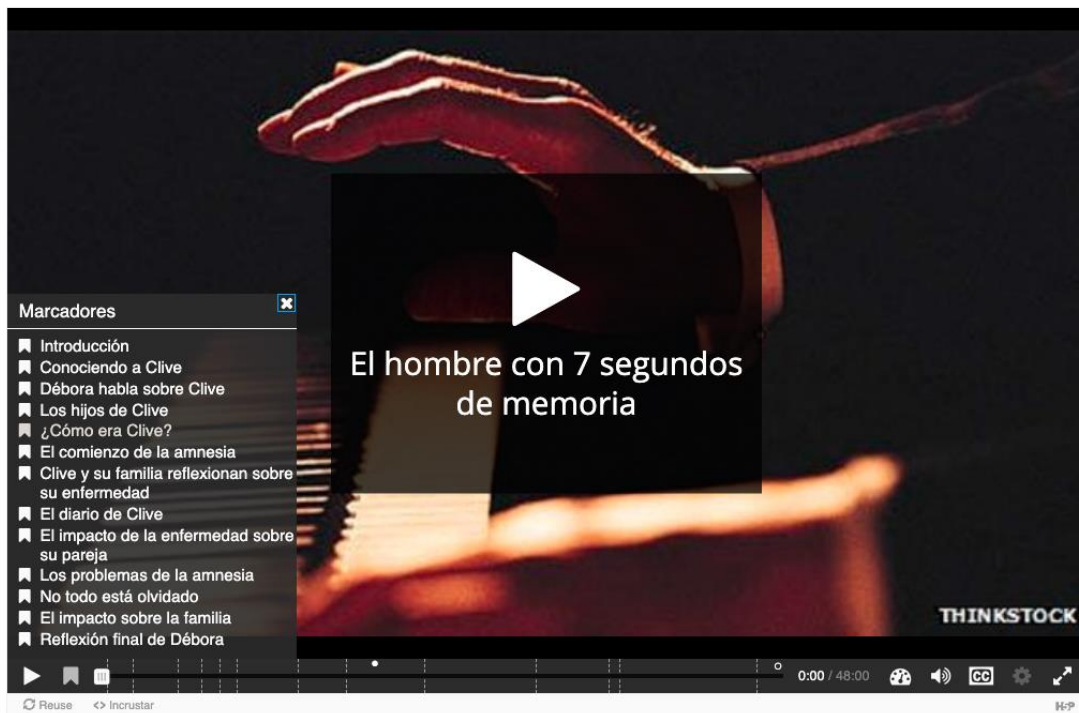 El hombre con 7 segundos
de memoria
Marcadores
Introducción
Conociendo a Clive
Débora habla sobre Clive
Los hijos de Clive
¿Cómo era Clive?
El comienzo de la amnesia
Clive y su familia reflexionan sobre
su enfermedad
El diario de Clive
El impacto de la enfermedad sobre
su pareja
Los problemas de la amnesia
No todo está olvidado
El impacto sobre la familia
Reflexión final de Débora
THINKSTOCK
0:00 / 48:00
CC
Reuse
<> Incrustar
H5P